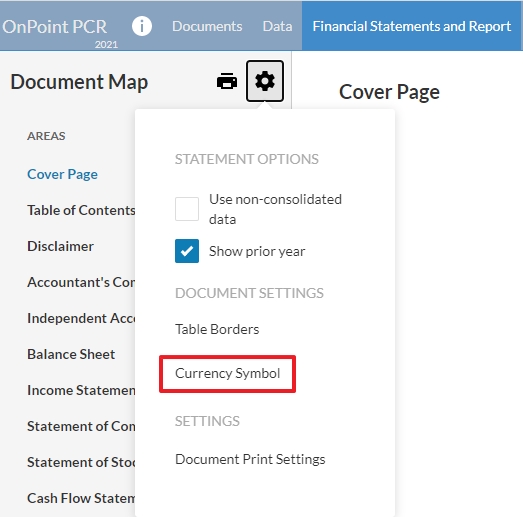 OnPoint PCR
2021
i
Documents
Data
Financial Statements and Report
Document Map
AREAS
Cover Page
Table of Contents
Disclaimer
Accountant's Com
Independent Acco
Balance Sheet
Income Statemen
Statement of Com
Statement of Stoc
Cash Flow Statem
STATEMENT OPTIONS
Use non-consolidated
data
Show prior year
DOCUMENT SETTINGS
Table Borders
Currency Symbol
SETTINGS
Document Print Settings
Cover Page